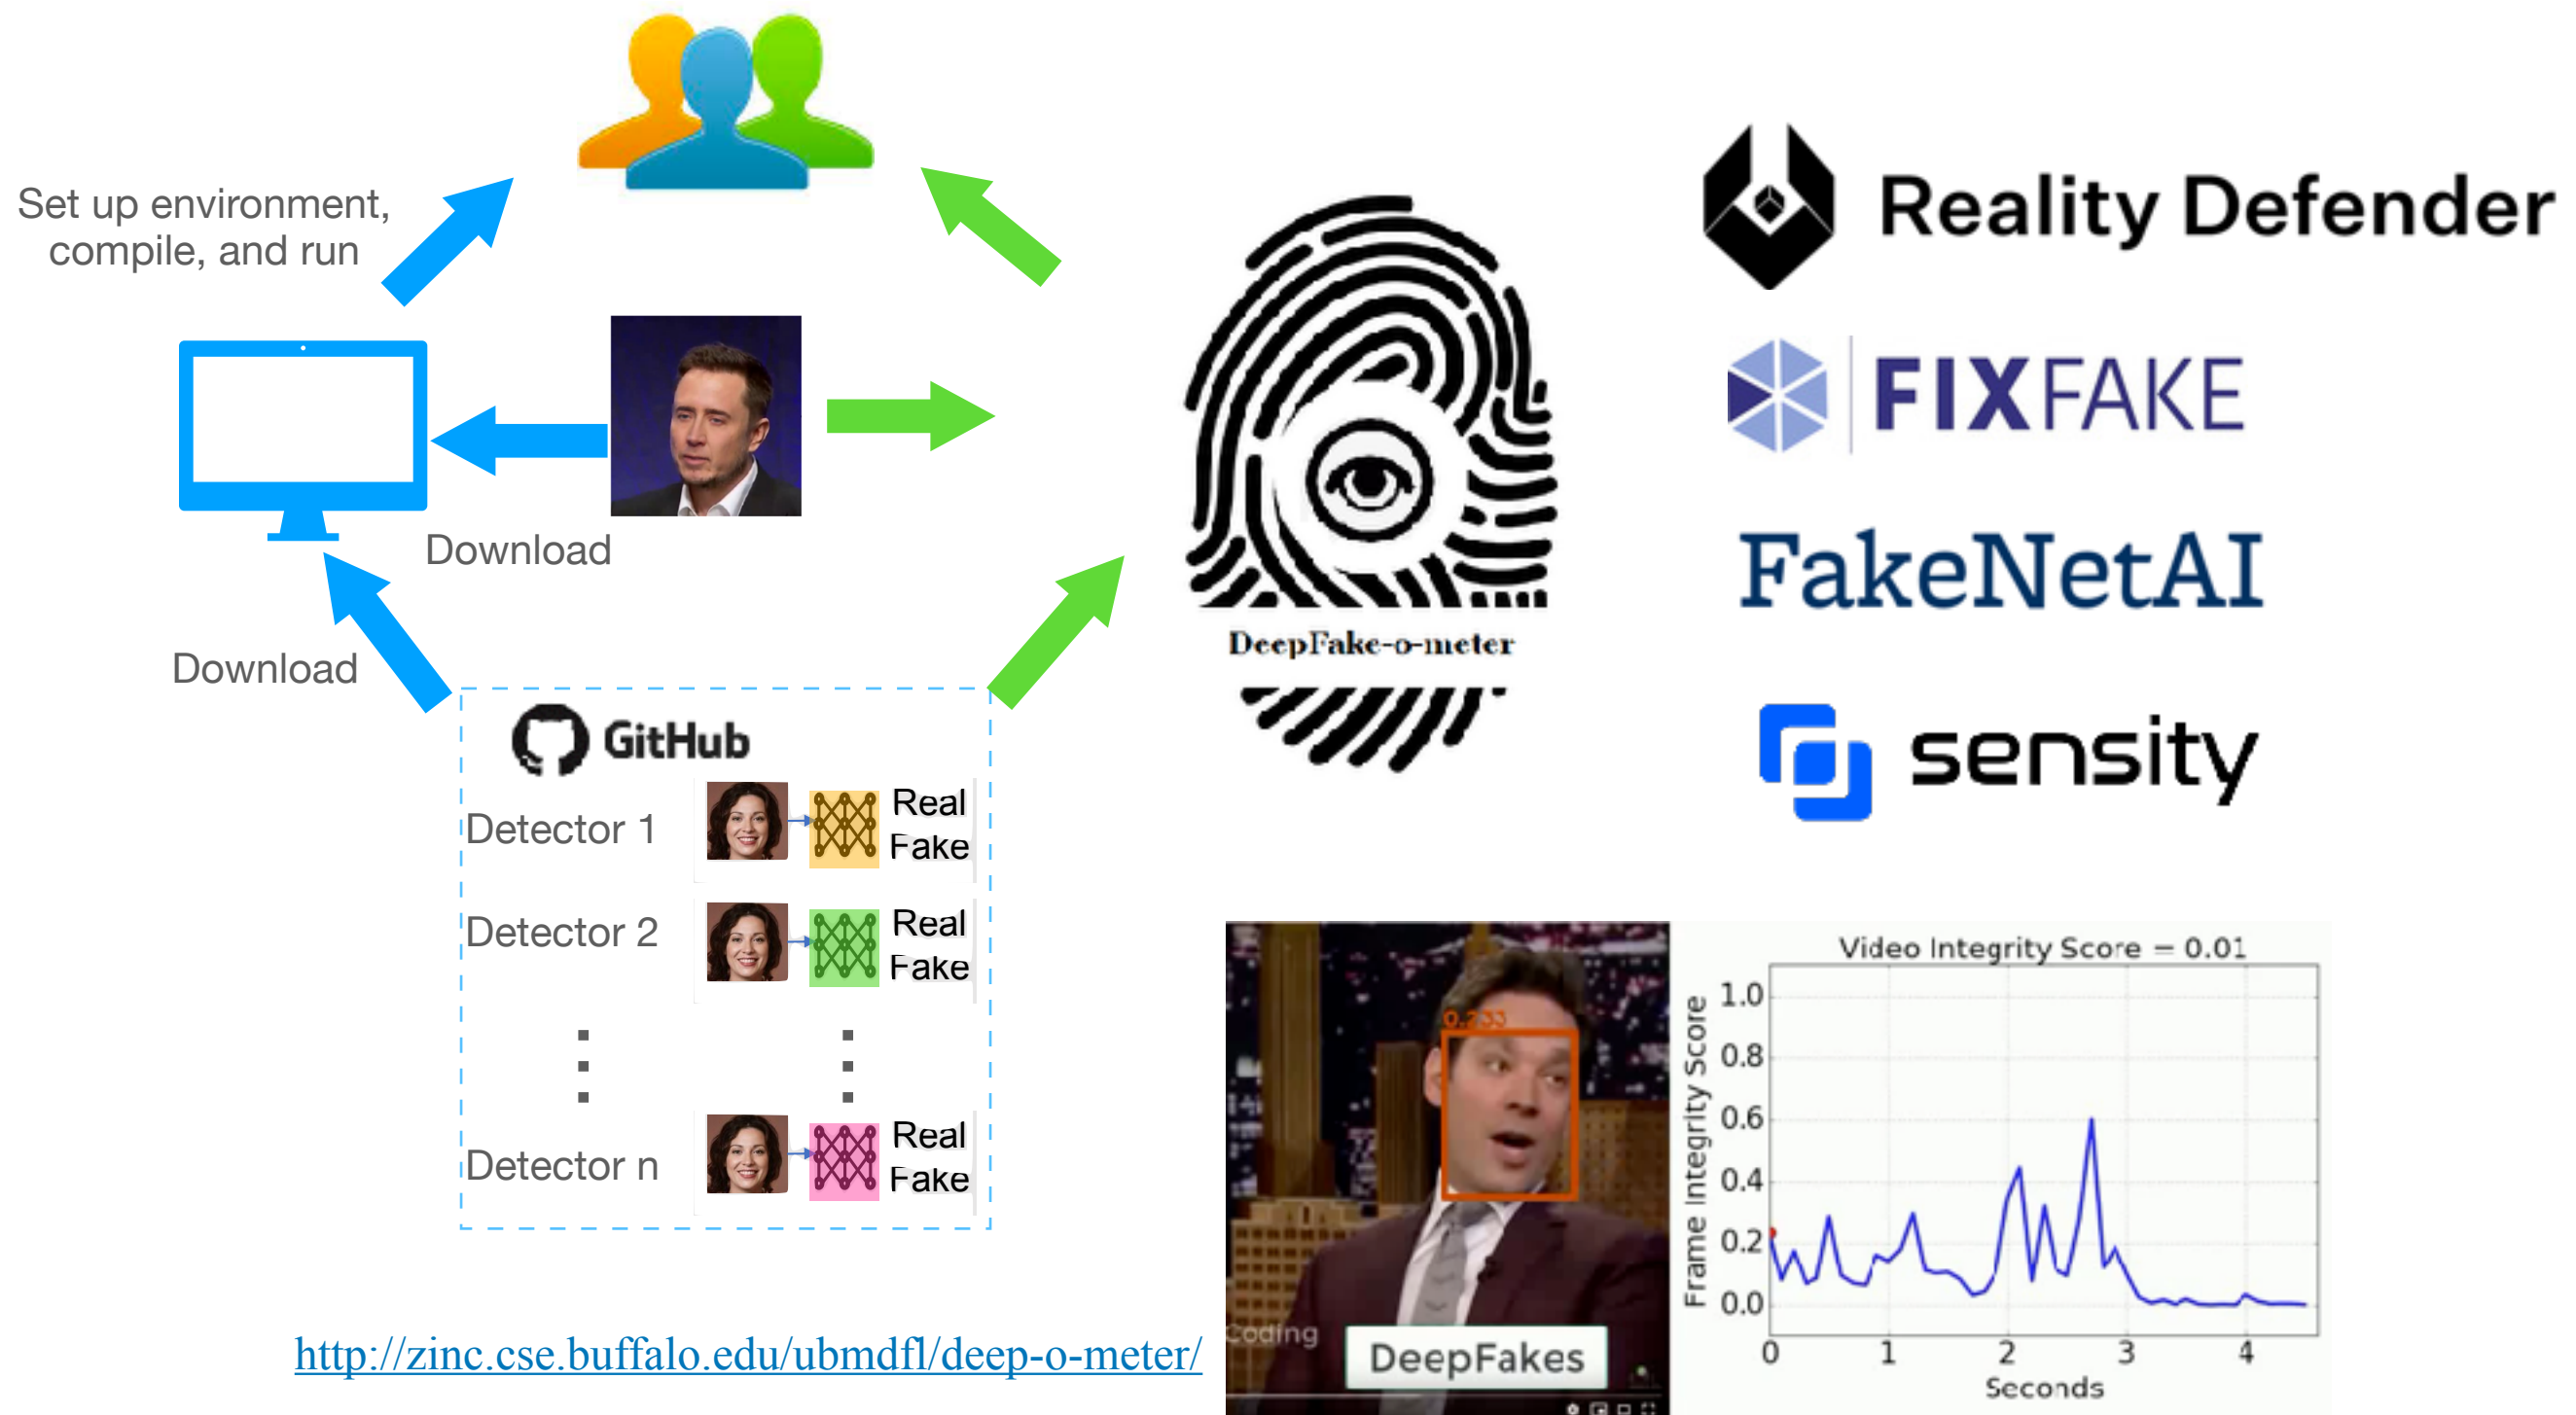 Set up environment,
compile, and run
Download
Download
GitHub
Detector 1
Real
Fake
Detector 2
Real
Fake
Detector n
Real
Fake
http://zinc.cse.buffalo.edu/ubmdfl/deep-o-meter/
DeepFake-o-meter
Reality Defender
FIXFAKE
FakeNetAI
sensity
0.233
Coding
DeepFakes
Video Integrity Score = 0.01
Frame Integrity Score
1.0
0.8
0.6
0.4
0.2
0.0
0 1 2 3 4
Seconds